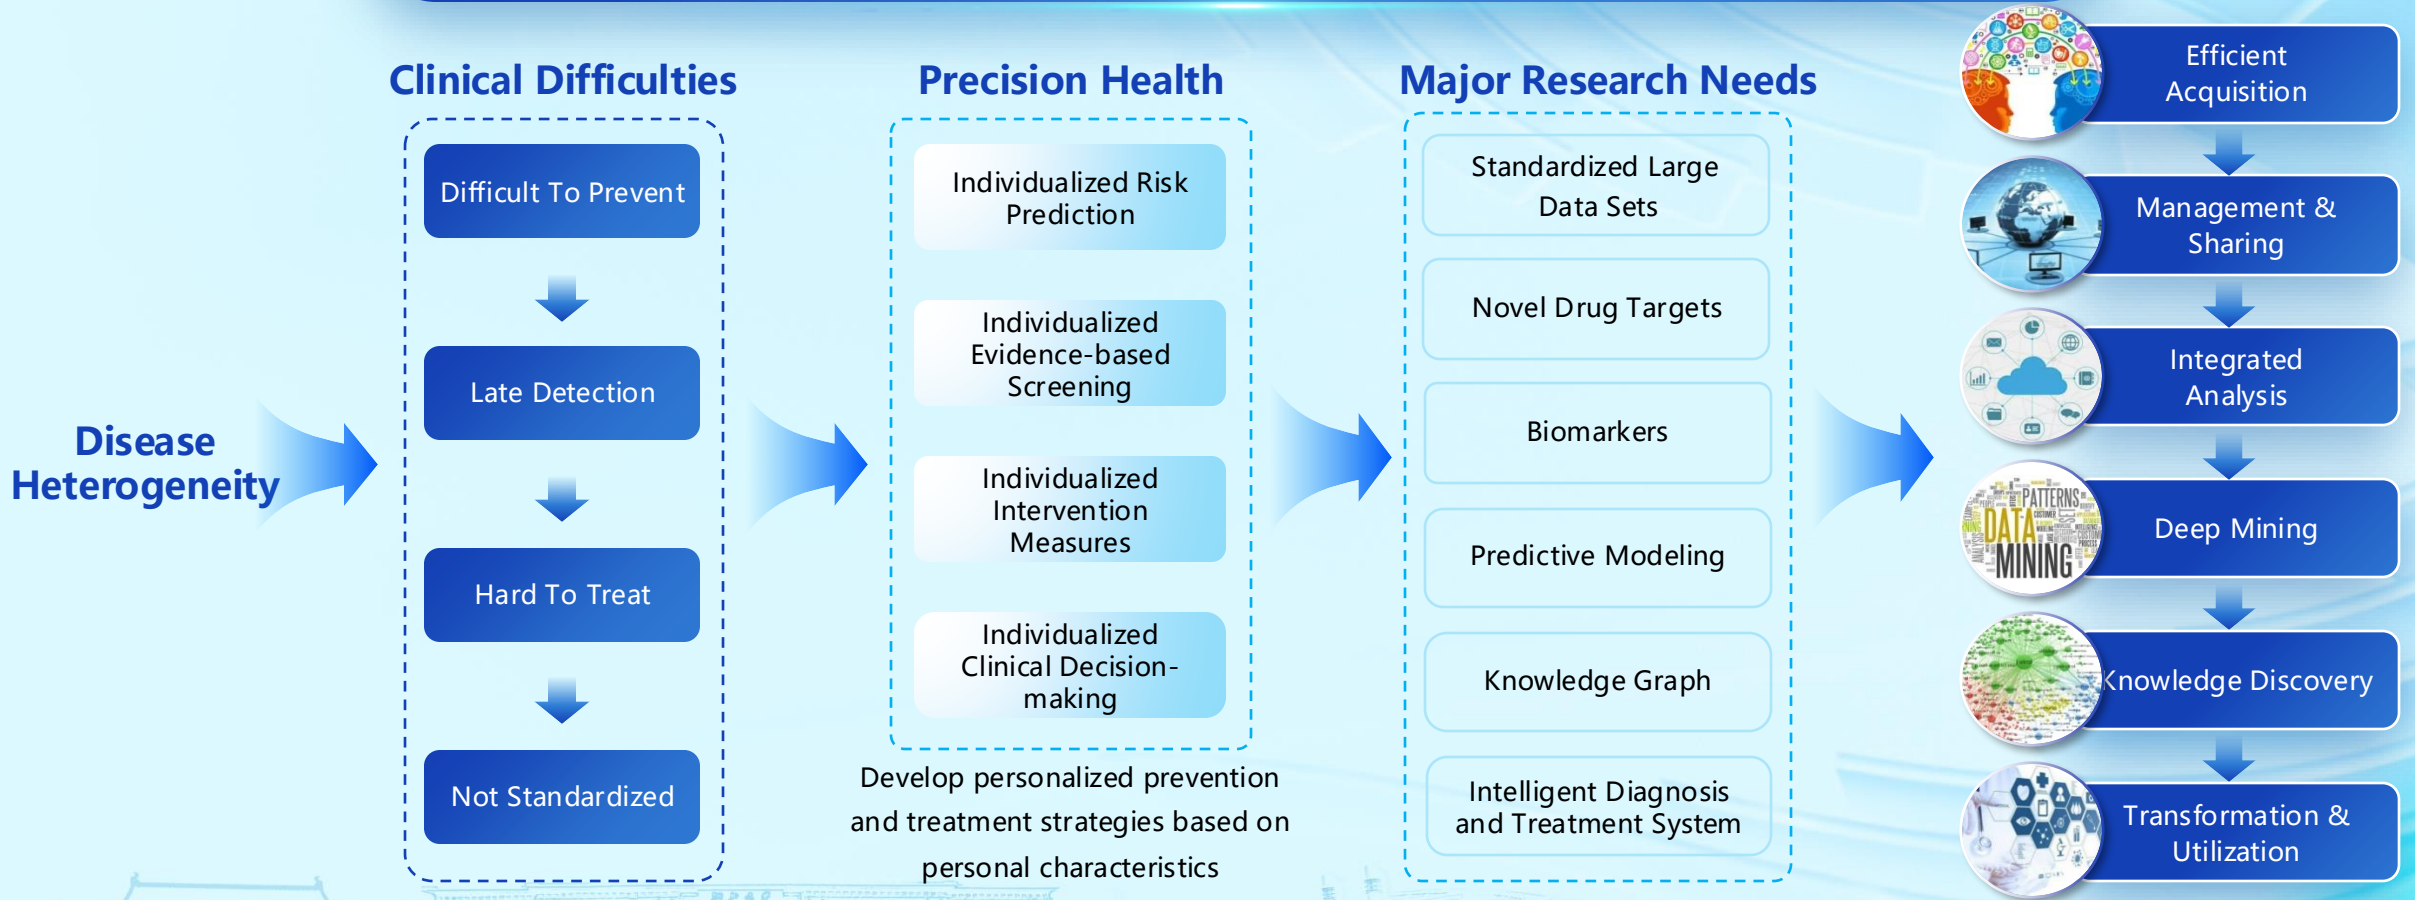 Disease
Heterogeneity
Clinical Difficulties
Difficult To Prevent
Late Detection
Hard To Treat
Not Standardized
Precision Health
Individualized Risk
Prediction
Individualized
Evidence-based
Screening
Individualized
Intervention
Measures
Individualized
Clinical Decision-
making
Develop personalized prevention
and treatment strategies based on
personal characteristics
Major Research Needs
Standardized Large
Data Sets
Novel Drug Targets
Biomarkers
Predictive Modeling
Knowledge Graph
Intelligent Diagnosis
and Treatment System
Efficient
Acquisition
Management &
Sharing
Integrated
Analysis
PATTERNS
DATA
MINING
Deep Mining
Knowledge Discovery
Transformation &
Utilization